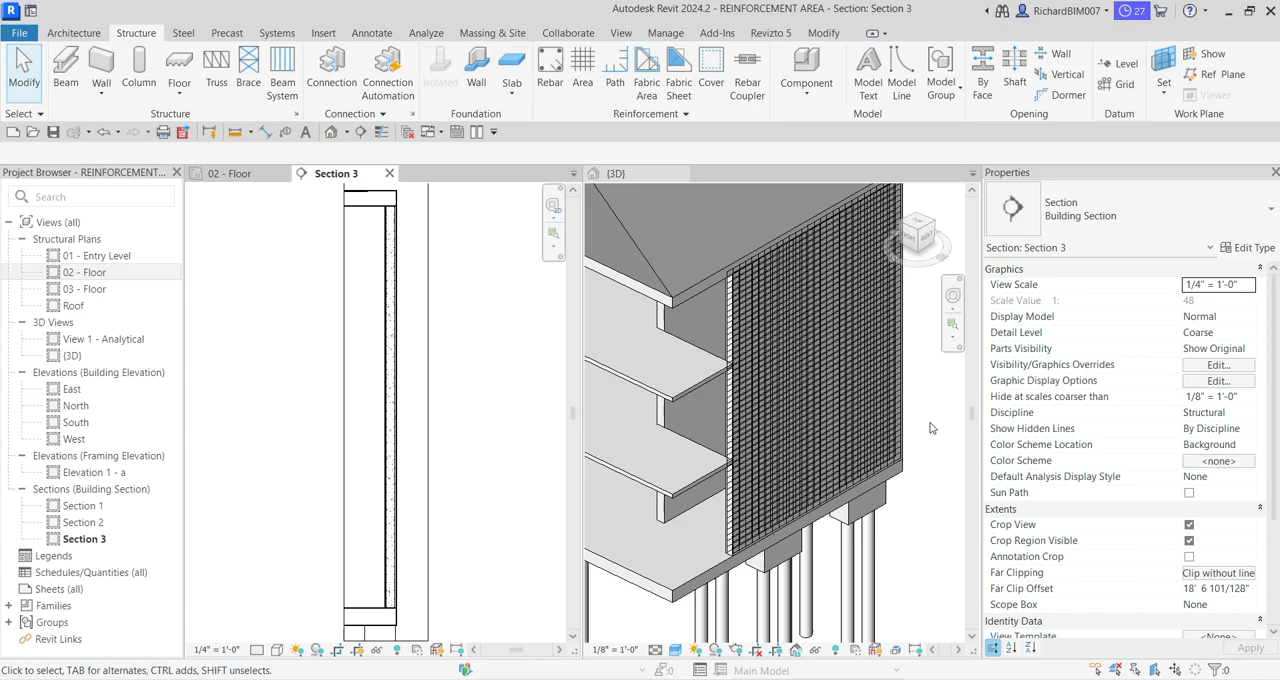 Autodesk Revit 2024.2 - REINFORCEMENT AREA - Section: Section 3
RichardBIM007
27
File Architecture Structure Steel Precast Systems Insert Annotate Analyze Massing & Site Collaborate View Manage Add-Ins Revizto 5 Modify
Modify Beam Wall Column Floor Truss Brace Beam System Connection Connection Automation Isolated Wall Slab Rebar Area Path Fabric Area Fabric Sheet Cover Rebar Coupler Component Model Text Model Line Model Group By Face Shaft Wall Vertical Dormer Level Grid Set Show Ref Plane Viewer
Select Structure Connection Foundation Reinforcement Model Opening Datum Work Plane
Project Browser - REINFORCEMENT...
Search
Views (all)
Structural Plans
01 - Entry Level
02 - Floor
03 - Floor
Roof
3D Views
View 1 - Analytical
{3D}
Elevations (Building Elevation)
East
North
South
West
Elevations (Framing Elevation)
Elevation 1 - a
Sections (Building Section)
Section 1
Section 2
Section 3
Legends
Schedules/Quantities (all)
Sheets (all)
Families
Groups
Revit Links
02 - Floor
Section 3
{3D}
1/4" = 1'-0"
1/8" = 1'-0"
Properties
Section
Building Section
Section: Section 3
Edit Type
Graphics
View Scale 1/4" = 1'-0"
Scale Value 1: 48
Display Model Normal
Detail Level Coarse
Parts Visibility Show Original
Visibility/Graphics Overrides Edit...
Graphic Display Options Edit...
Hide at scales coarser than 1/8" = 1'-0"
Discipline Structural
Show Hidden Lines By Discipline
Color Scheme Location Background
Color Scheme <none>
Default Analysis Display Style None
Sun Path
Extents
Crop View
Crop Region Visible
Annotation Crop
Far Clipping Clip without line
Far Clip Offset 18' 6 101/128"
Scope Box None
Identity Data
View Template <None>
Apply
Click to select, TAB for alternates, CTRL adds, SHIFT unselects.
:0
Main Model
:0